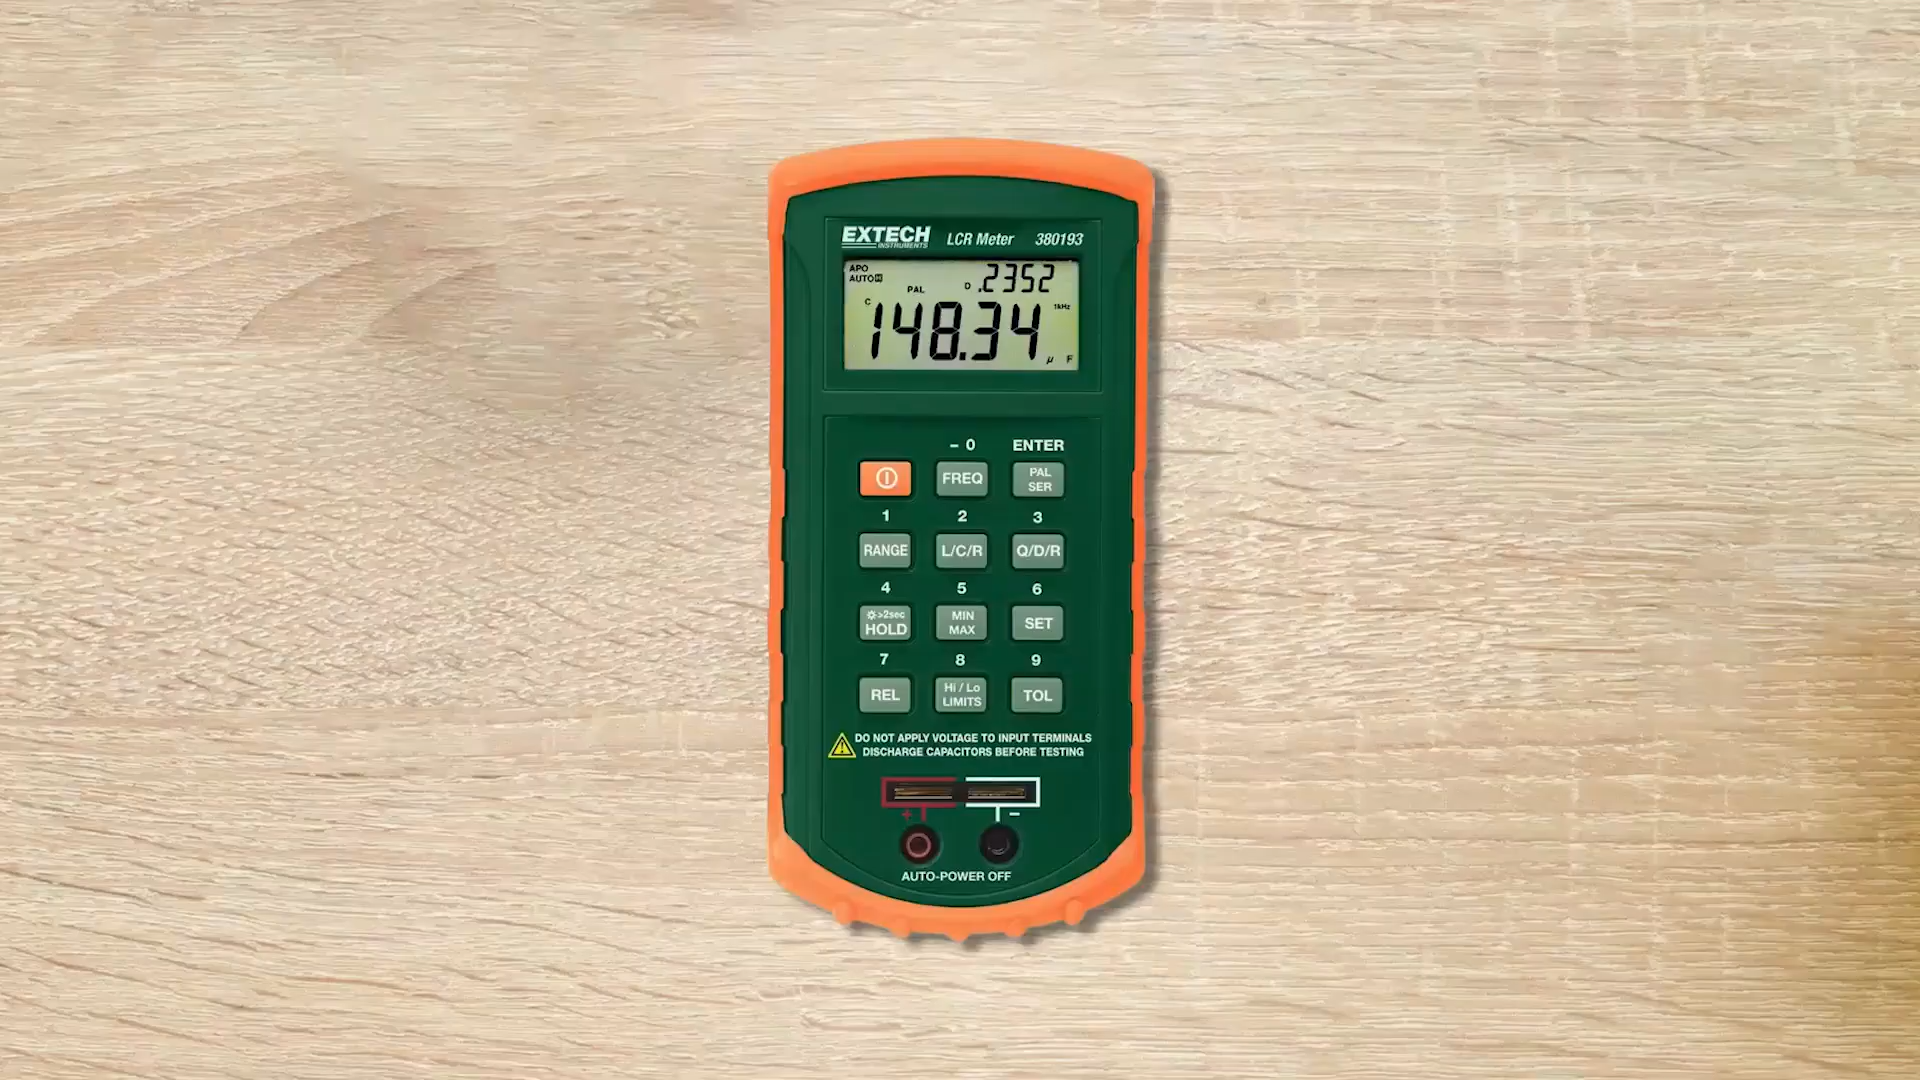 EXTECH INSTRUMENTS LCR Meter 380193
APO
AUTO H
PAL D .2352
C 148.34 1kHz
µ F
– 0 ENTER
FREQ PAL SER
1 2 3
RANGE L/C/R Q/D/R
4 5 6
>2sec HOLD MIN MAX SET
7 8 9
REL Hi / Lo LIMITS TOL
DO NOT APPLY VOLTAGE TO INPUT TERMINALS
DISCHARGE CAPACITORS BEFORE TESTING
+ –
AUTO-POWER OFF